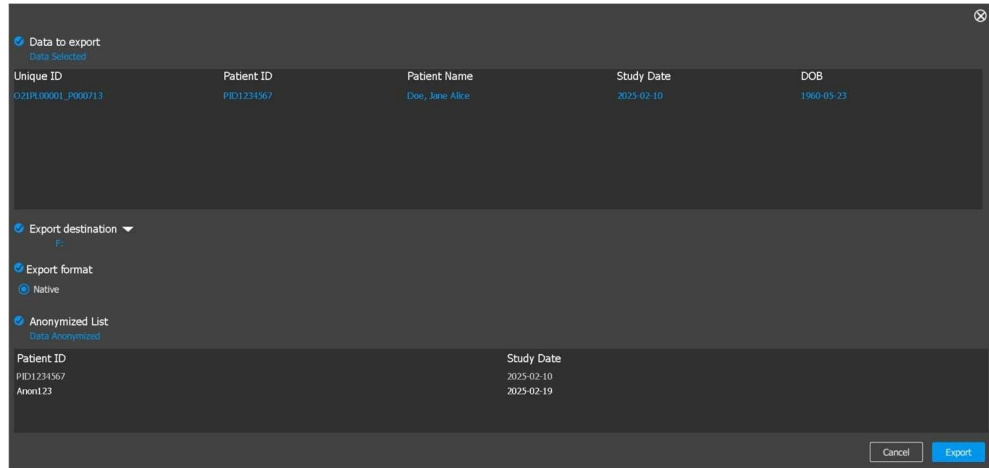 Data to export
Data Selected
Unique ID Patient ID Patient Name Study Date DOB
O21PL00001_P000713 PID1234567 Doe, Jane Alice 2025-02-10 1960-05-23
Export destination
F:
Export format
Native
Anonymized List
Data Anonymized
Patient ID Study Date
PID1234567 2025-02-10
Anon123 2025-02-19
Cancel Export